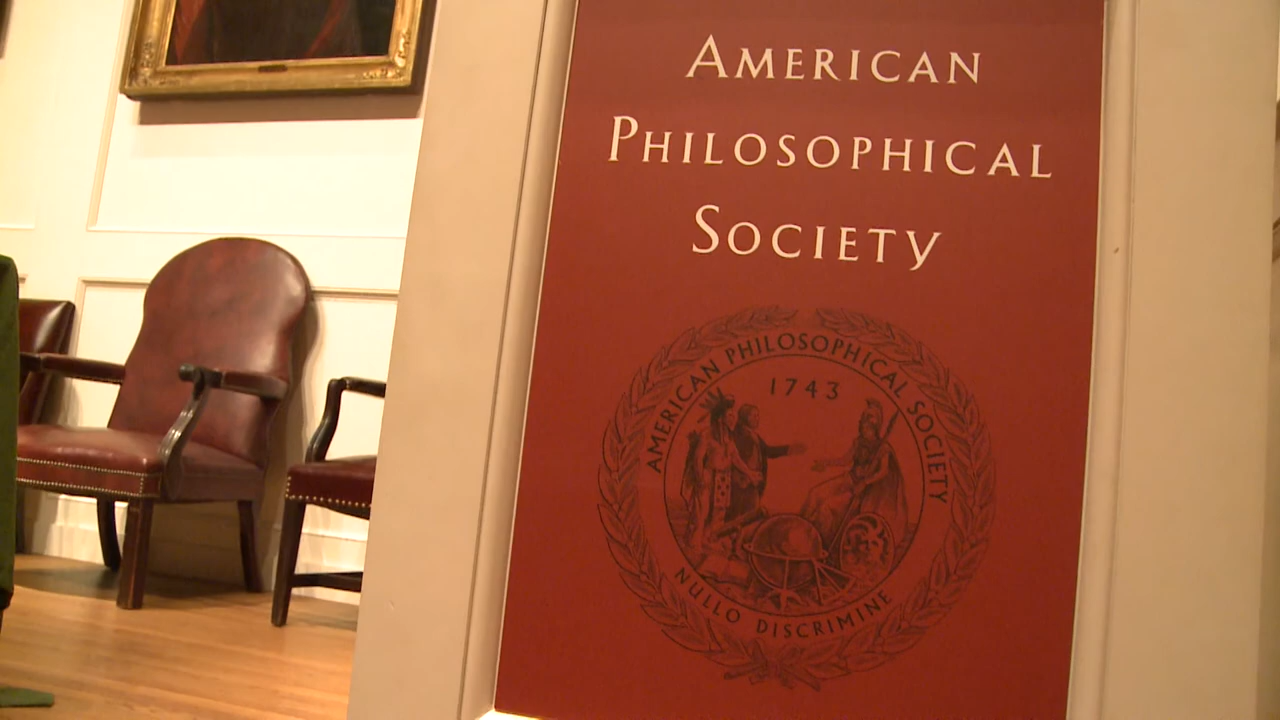 AMERICAN
PHILOSOPHICAL
SOCIETY
AMERICAN PHILOSOPHICAL SOCIETY
1743
NULLO DISCRIMINE